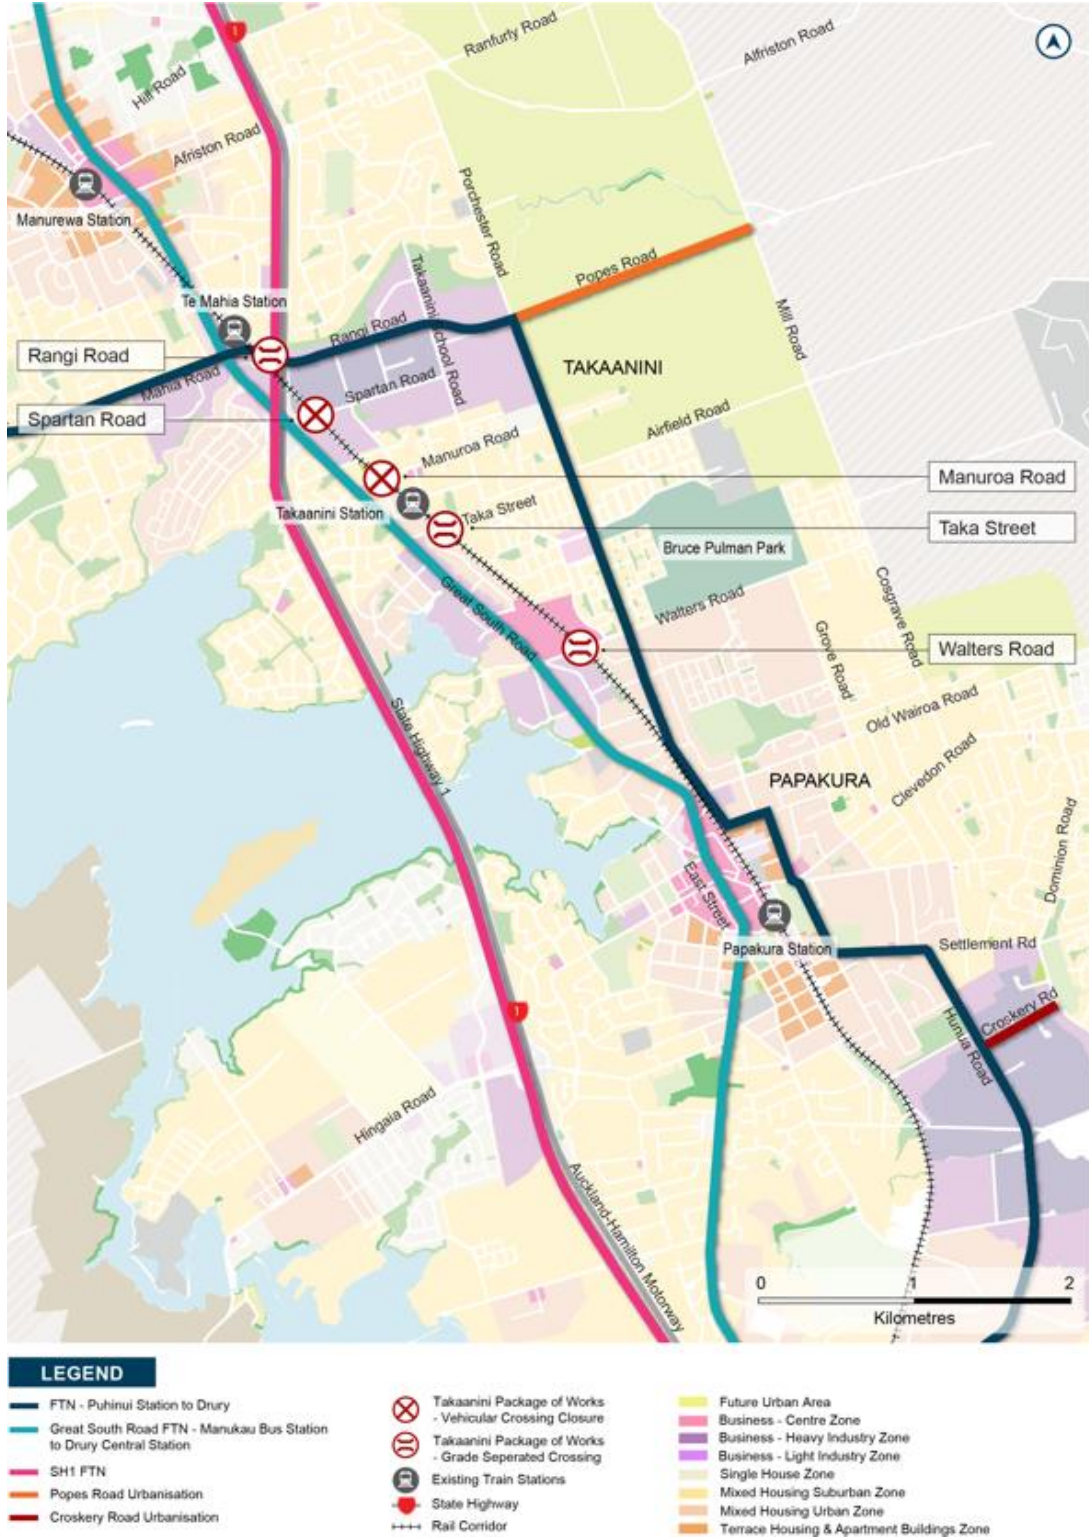 1
Ranfurly Road
Alfriston Road
Hill Road
Afriston Road
Porchester Road
Manurewa Station
Popes Road
Takaanini School Road
Te Mahia Station
Mill Road
Rangi Road
Rangi Road
TAKAANINI
Mahia Road
Spartan Road
Spartan Road
Airfield Road
Manuroa Road
Manuroa Road
Takaanini Station
Taka Street
Taka Street
Bruce Pulman Park
Great South Road
Walters Road
Cosgrave Road
Grove Road
Walters Road
Old Wairoa Road
State Highway 1
PAPAKURA
Clevedon Road
Dominion Road
East Street
Papakura Station
Settlement Rd
1
Croskery Rd
Hunua Road
Hingaia Road
Auckland-Hamilton Motorway
0 1 2
Kilometres
LEGEND
FTN - Puhinui Station to Drury
Great South Road FTN - Manukau Bus Station
to Drury Central Station
SH1 FTN
Popes Road Urbanisation
Croskery Road Urbanisation
Takaanini Package of Works
- Vehicular Crossing Closure
Takaanini Package of Works
- Grade Seperated Crossing
Existing Train Stations
State Highway
Rail Corridor
Future Urban Area
Business - Centre Zone
Business - Heavy Industry Zone
Business - Light Industry Zone
Single House Zone
Mixed Housing Suburban Zone
Mixed Housing Urban Zone
Terrace Housing & Apartment Buildings Zone